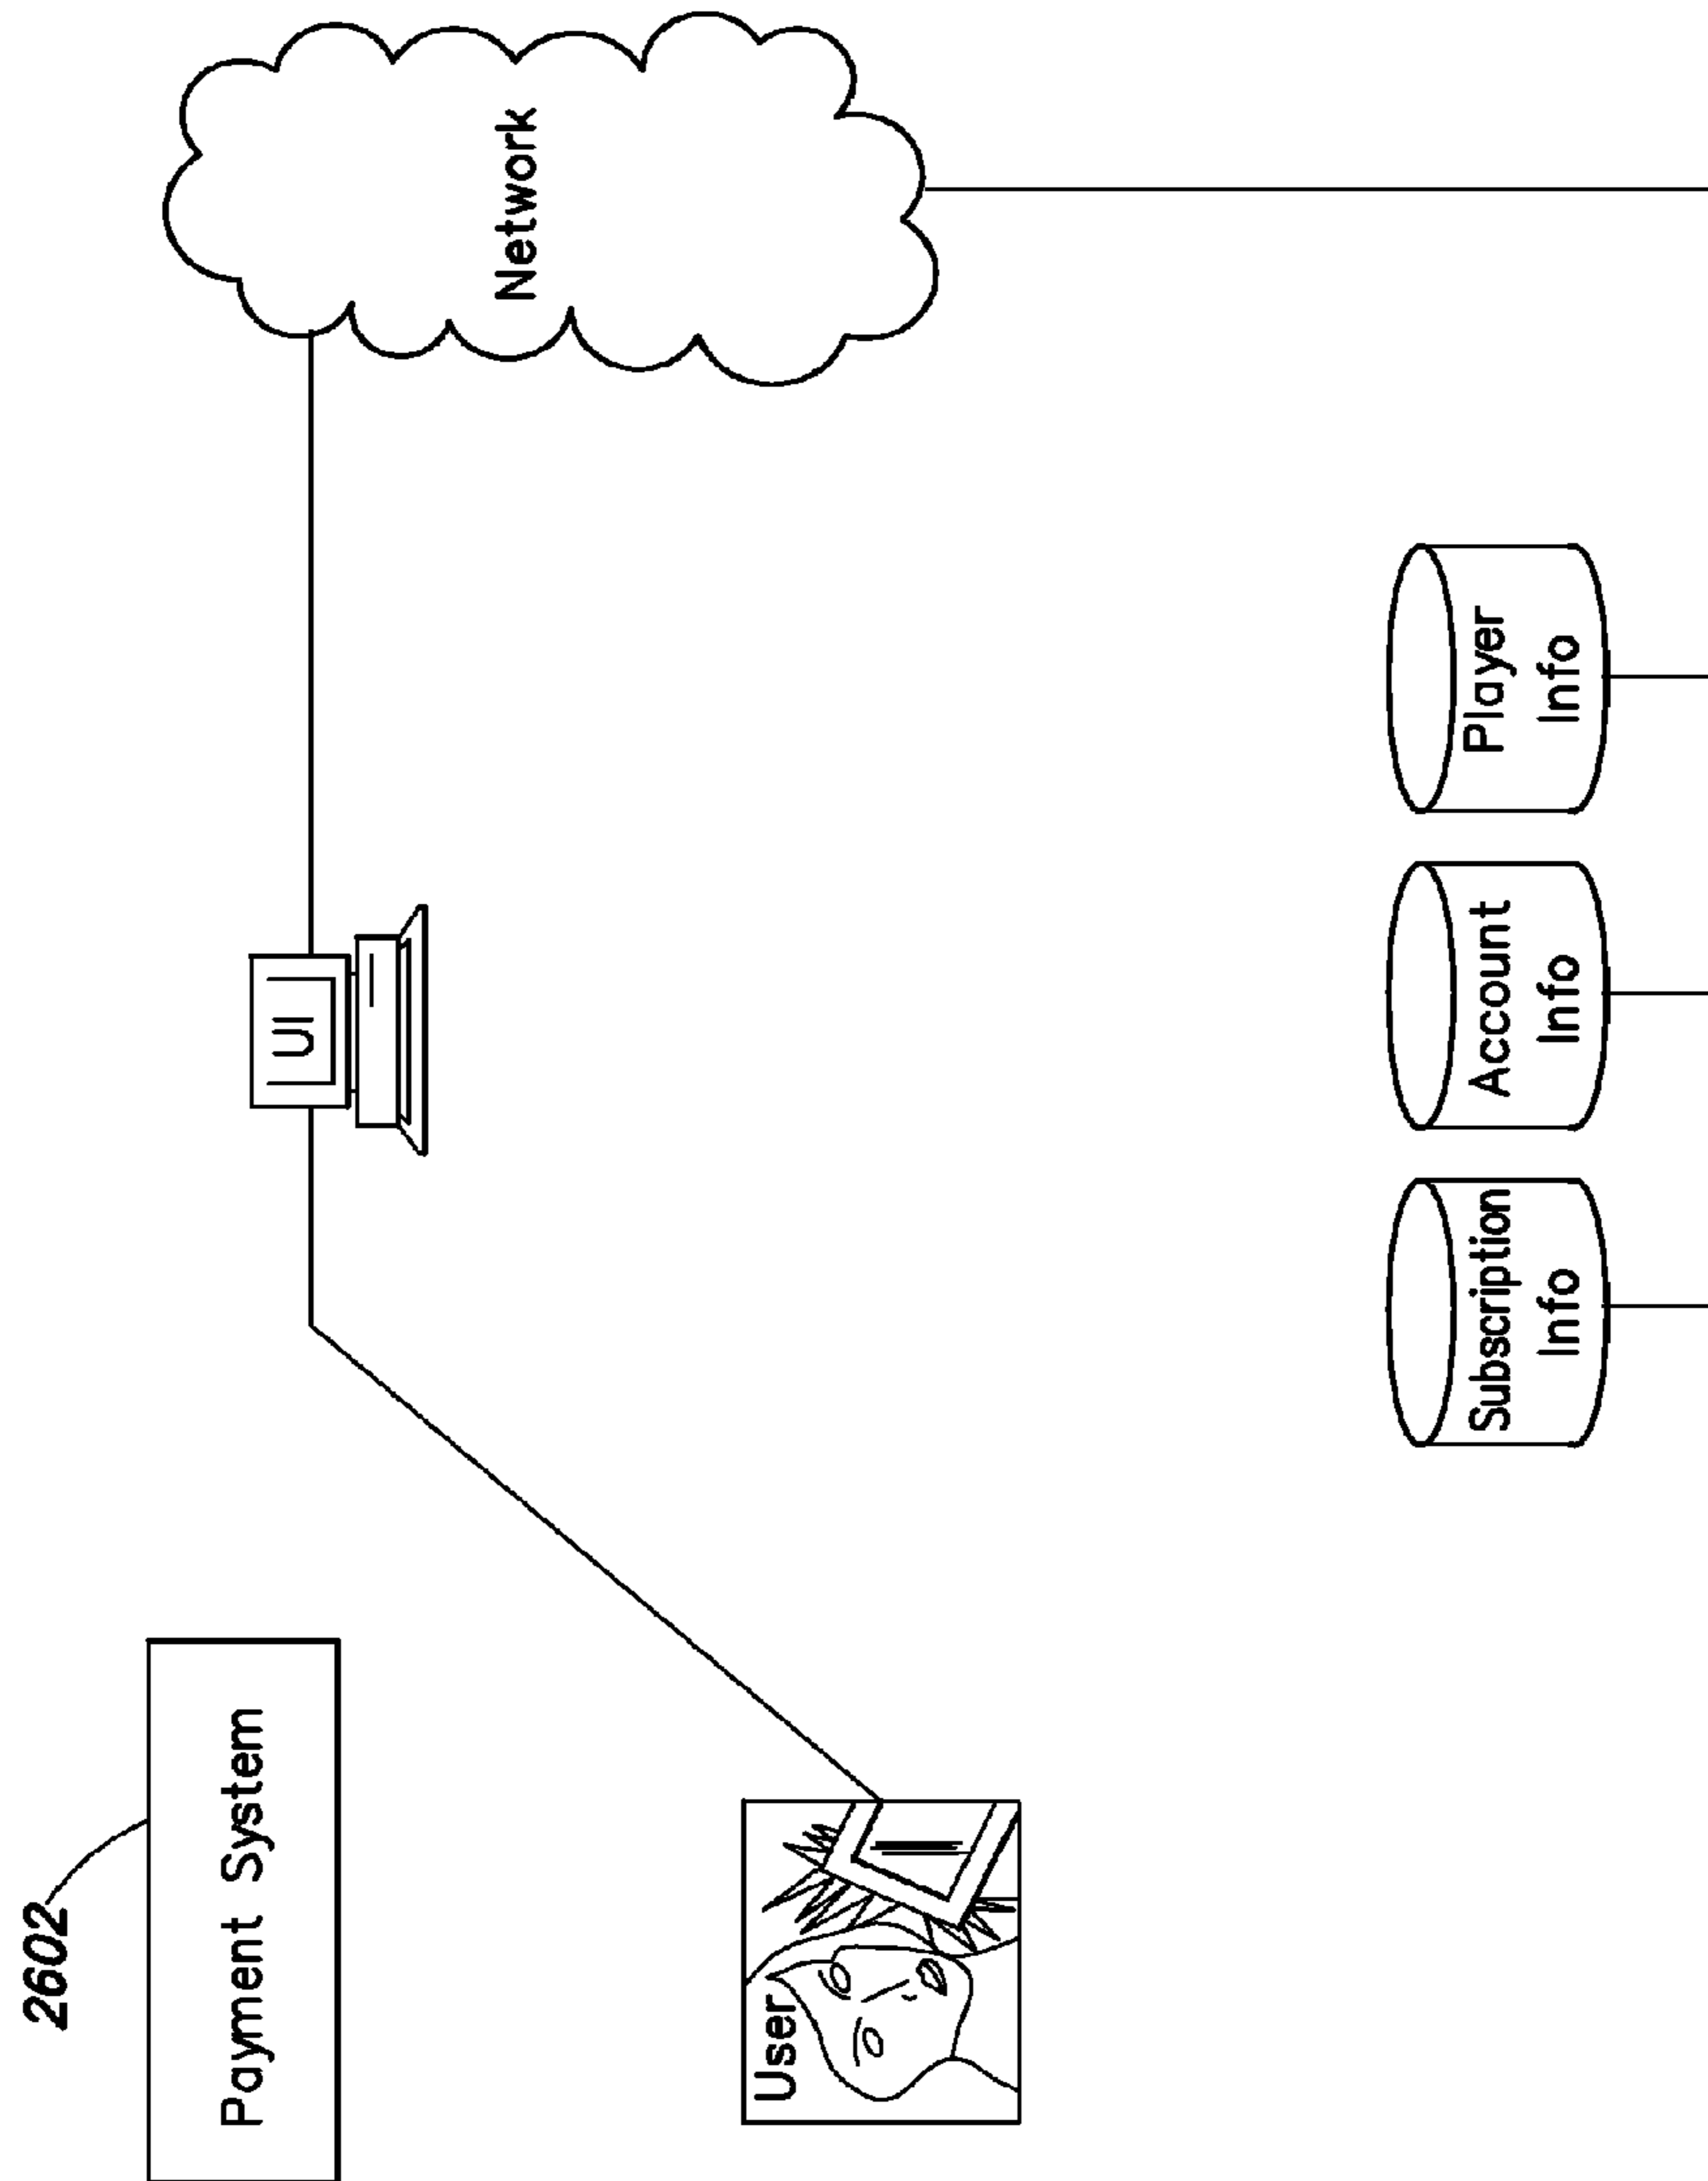 2602
Payment System
UI
Network
User
Subscription
Info
Account
Info
Player
Info